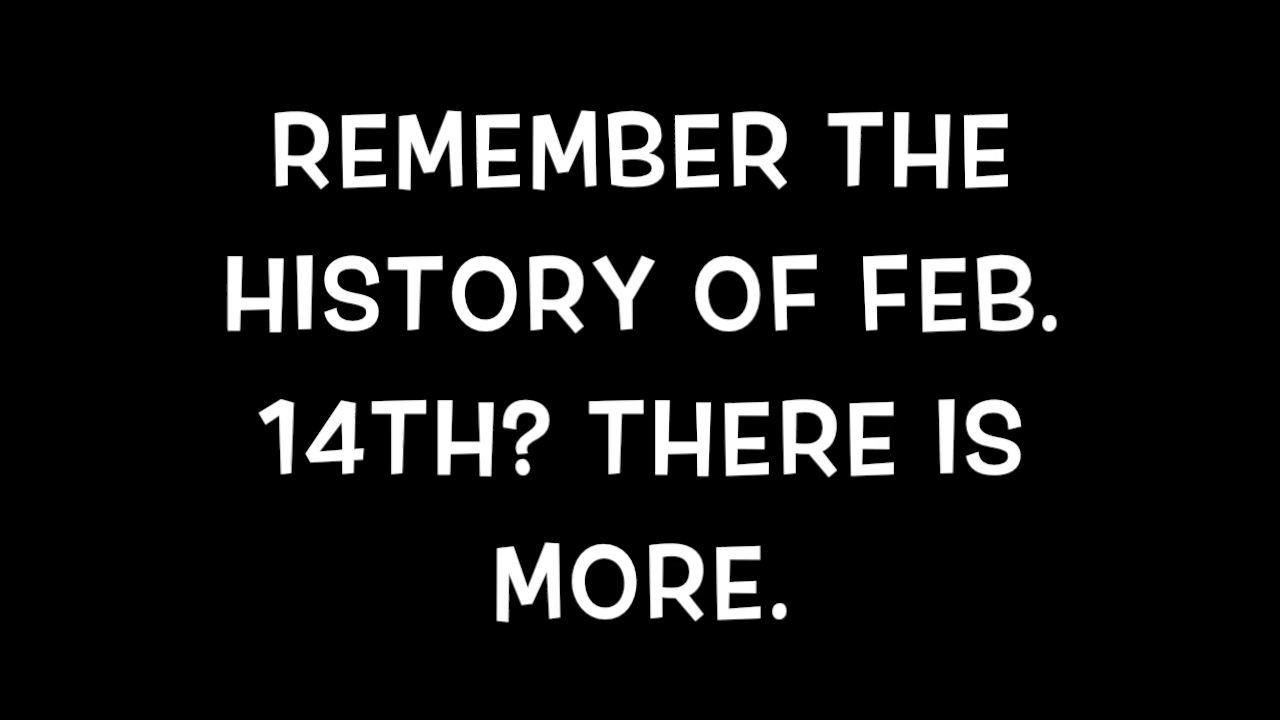 REMEMBER THE
HISTORY OF FEB.
14TH? THERE IS
MORE.